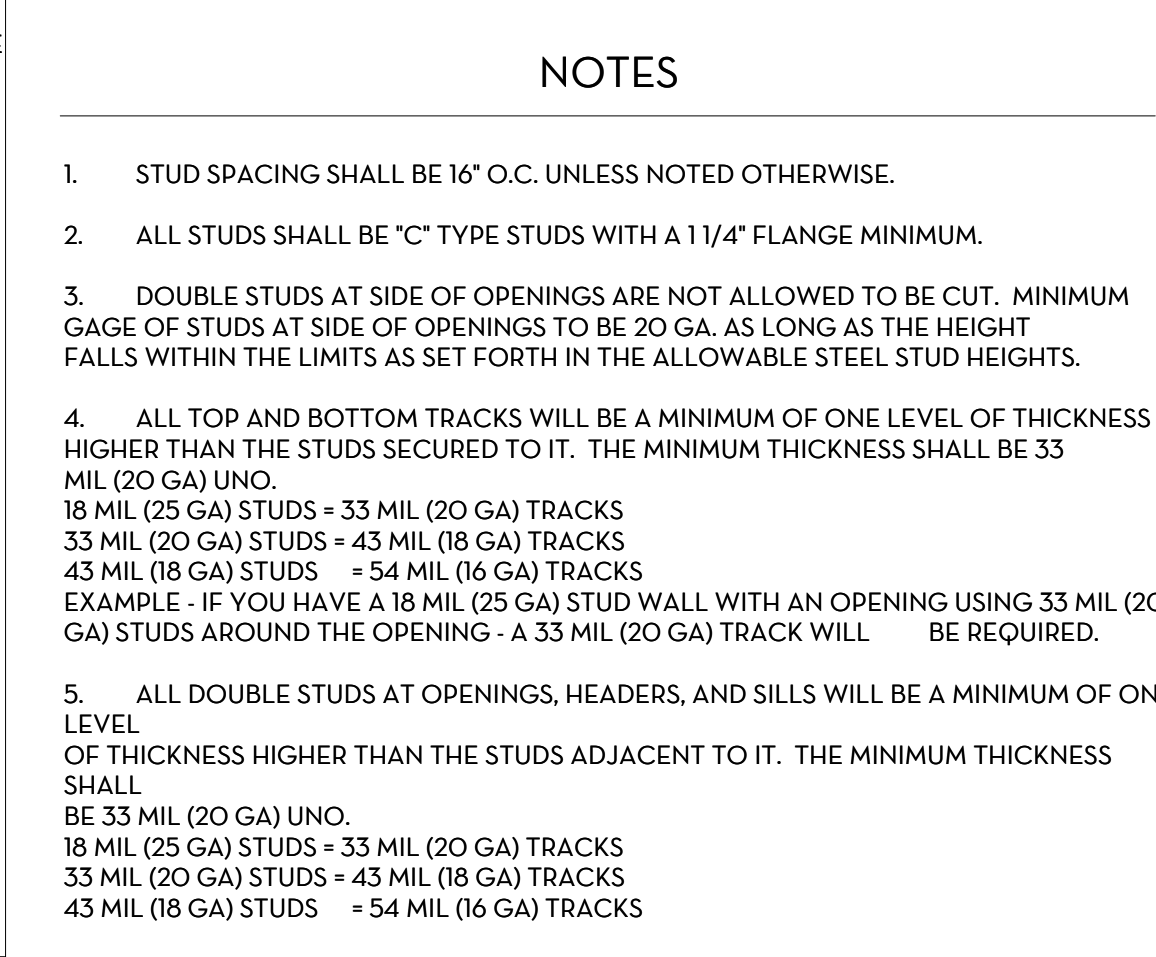 NOTES
1. STUD SPACING SHALL BE 16" O.C. UNLESS NOTED OTHERWISE.
2. ALL STUDS SHALL BE "C" TYPE STUDS WITH A 1 1/4" FLANGE MINIMUM.
3. DOUBLE STUDS AT SIDE OF OPENINGS ARE NOT ALLOWED TO BE CUT. MINIMUM
GAGE OF STUDS AT SIDE OF OPENINGS TO BE 20 GA. AS LONG AS THE HEIGHT
FALLS WITHIN THE LIMITS AS SET FORTH IN THE ALLOWABLE STEEL STUD HEIGHTS.
4. ALL TOP AND BOTTOM TRACKS WILL BE A MINIMUM OF ONE LEVEL OF THICKNESS
HIGHER THAN THE STUDS SECURED TO IT. THE MINIMUM THICKNESS SHALL BE 33
MIL (20 GA) UNO.
18 MIL (25 GA) STUDS = 33 MIL (20 GA) TRACKS
33 MIL (20 GA) STUDS = 43 MIL (18 GA) TRACKS
43 MIL (18 GA) STUDS = 54 MIL (16 GA) TRACKS
EXAMPLE - IF YOU HAVE A 18 MIL (25 GA) STUD WALL WITH AN OPENING USING 33 MIL (20
GA) STUDS AROUND THE OPENING - A 33 MIL (20 GA) TRACK WILL BE REQUIRED.
5. ALL DOUBLE STUDS AT OPENINGS, HEADERS, AND SILLS WILL BE A MINIMUM OF ON
LEVEL
OF THICKNESS HIGHER THAN THE STUDS ADJACENT TO IT. THE MINIMUM THICKNESS
SHALL
BE 33 MIL (20 GA) UNO.
18 MIL (25 GA) STUDS = 33 MIL (20 GA) TRACKS
33 MIL (20 GA) STUDS = 43 MIL (18 GA) TRACKS
43 MIL (18 GA) STUDS = 54 MIL (16 GA) TRACKS